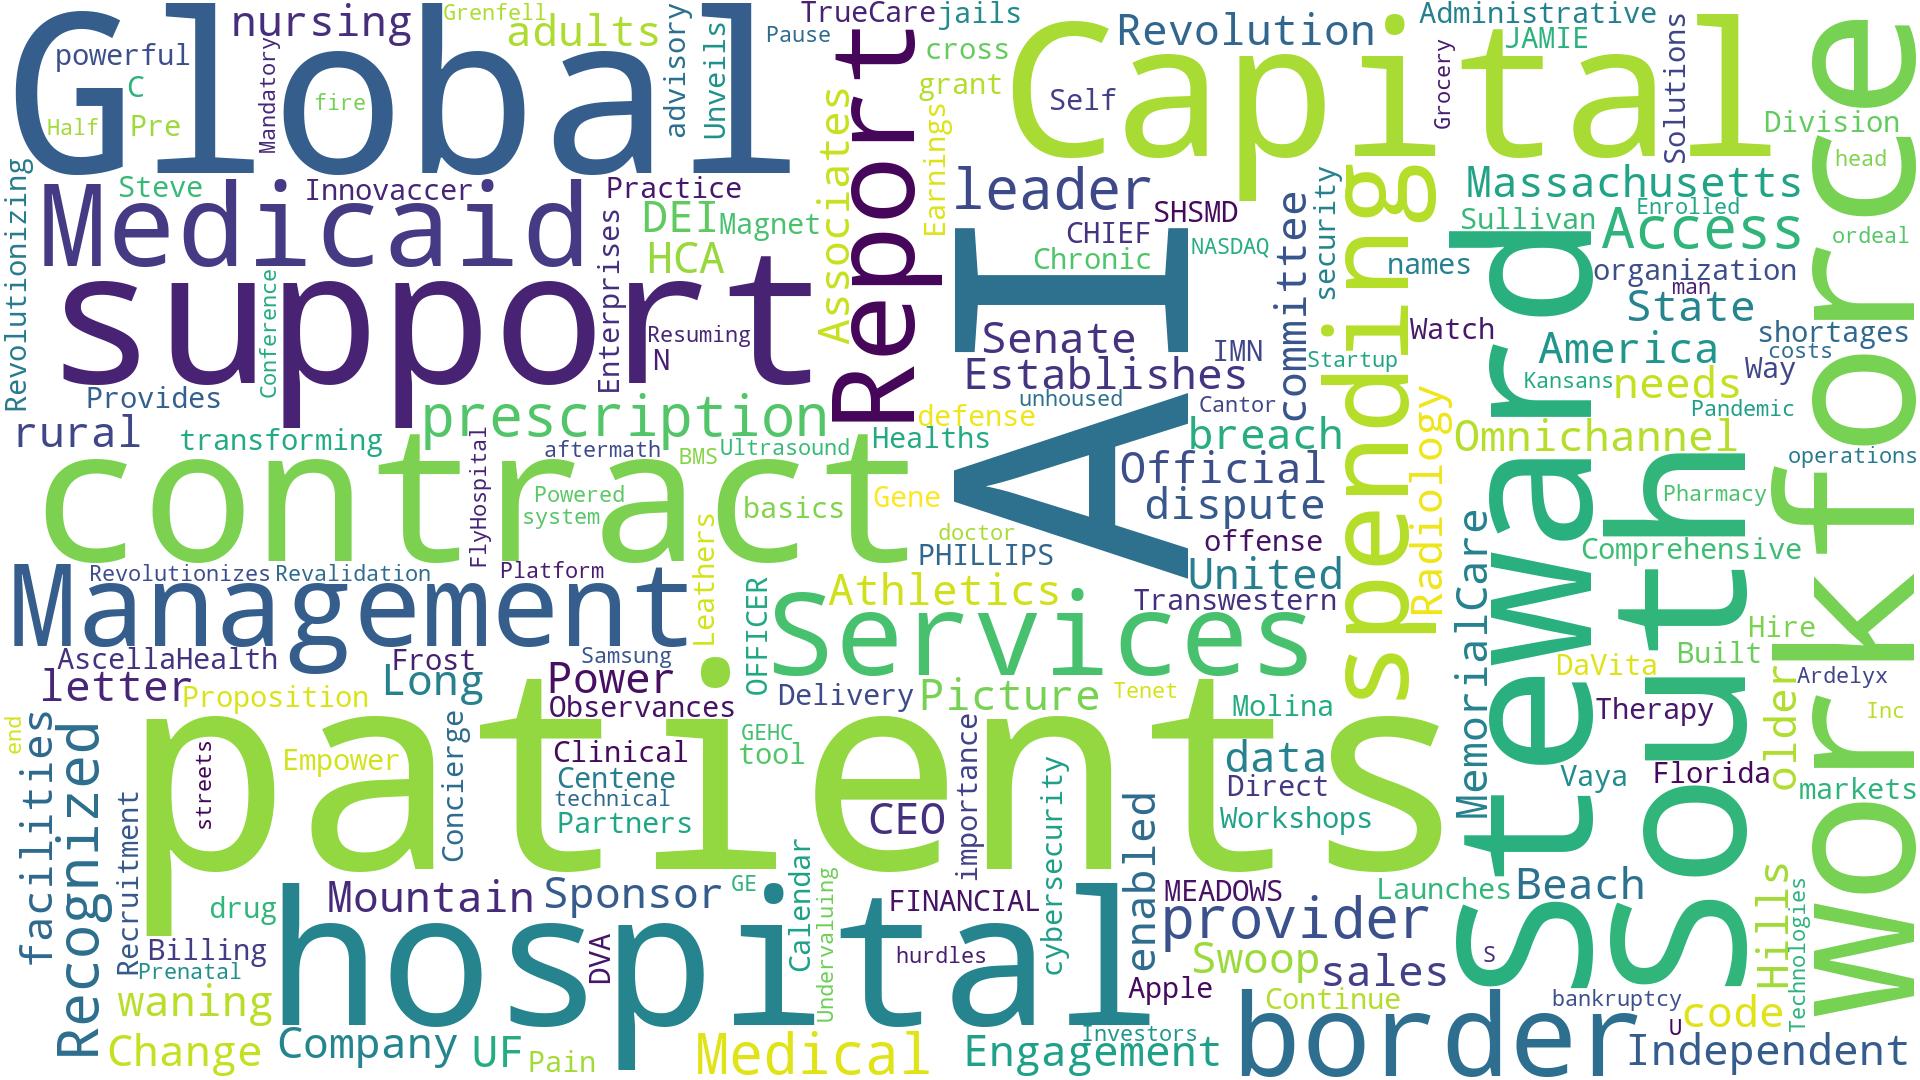 Global
Capital
Workforce
Medicaid
support
Report
AI
spending
Steward
South
contract
Management
Services
patients
hospital
border
nursing
Grenfell
adults
powerful
C
Mandatory
fire
Half
Pre
advisory
Unveils
Pause
TrueCare
jails
cross
grant
Earnings
Associates
Revolution
Self
Administrative
JAMIE
Grocery
Solutions
Division
head
Revolutionizing
Steve
Innovaccer
Practice
DEI
Magnet
HCA
Enterprises
Conference
Resuming
N
Provides
leader
CHIEF
SHSMD
Chronic
NASDAQ
committee
security
Massachusetts
Sullivan
Enrolled
Access
ordeal
names
organization
man
State
Senate
IMN
Startup
Watch
America
shortages
costs
Way
Establishes
unhoused
Cantor
Kansans
needs
Pandemic
rural
transforming
prescription
defense
Healths
breach
Omnichannel
operations
FlyHospital
aftermath
BMS
Ultrasound
Official
Radiology
Powered
system
basics
Gene
dispute
Pharmacy
doctor
PHILLIPS
offense
Comprehensive
Revolutionizes
Revalidation
Platform
Leathers
OFFICER
Athletics
United
Transwestern
MemorialCare
Hire
Built
AscellaHealth
Frost
Samsung
letter
Proposition
Long
Power
Observances
Delivery
Picture
Tenet
Molina
DaVita
Therapy
older
Ardelyx
Inc
end
facilities
Recognized
streets
Empower
Concierge
Clinical
Centene
technical
Partners
GEHC
tool
CEO
importance
cybersecurity
data
Direct
Workshops
Vaya
Florida
markets
Recruitment
drug
Billing
Prenatal
waning
Mountain
Sponsor
GE
Calendar
Undervaluing
DVA
FINANCIAL
hurdles
enabled
MEADOWS
provider
Launches
Beach
Hills
Technologies
Swoop
sales
S
Apple
Continue
bankruptcy
U
code
Change
Company
UF
Pain
Medical
Investors
Engagement
Independent